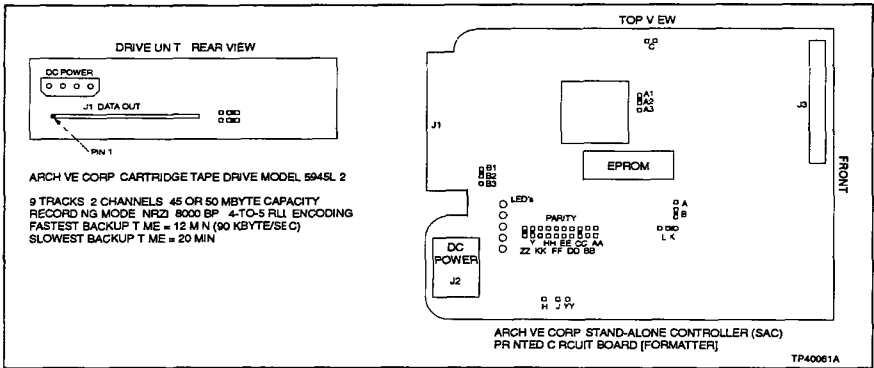 DRIVE UN T REAR VIEW
DC POWER
J1 DATA OUT
PIN 1
ARCH VE CORP CARTRIDGE TAPE DRIVE MODEL 5945L 2
9 TRACKS 2 CHANNELS 45 OR 50 MBYTE CAPACITY
RECORD NG MODE NRZI 8000 BP 4-TO-5 RLL ENCODING
FASTEST BACKUP T ME = 12 M N (90 KBYTE/SEC)
SLOWEST BACKUP T ME = 20 MIN
TOP V EW
C
A1
A2
A3
J1
J3
EPROM
FRONT
B1
B2
B3
LED's
PARITY
A
B
L K
Y HH EE CC AA
ZZ KK FF DD BB
DC
POWER
J2
H J YY
ARCH VE CORP STAND-ALONE CONTROLLER (SAC)
PR NTED C RCUIT BOARD [FORMATTER]
TP40061A